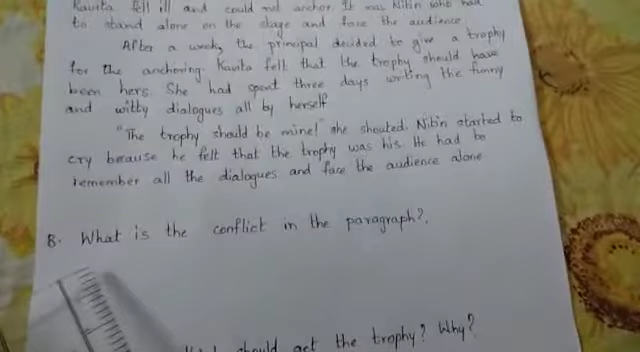 Kavita fell ill and could not anchor. It was Nitin who had
to stand alone on the stage and face the audience.
After a week, the principal decided to give a trophy
for the anchoring. Kavita felt that the trophy should have
been hers. She had spent three days writing the funny
and witty dialogues all by herself
"The trophy should be mine!" she shouted. Nitin started to
cry because he felt that the trophy was his. He had to
remember all the dialogues and face the audience alone
B. What is the conflict in the paragraph?.
should get the trophy? Why?